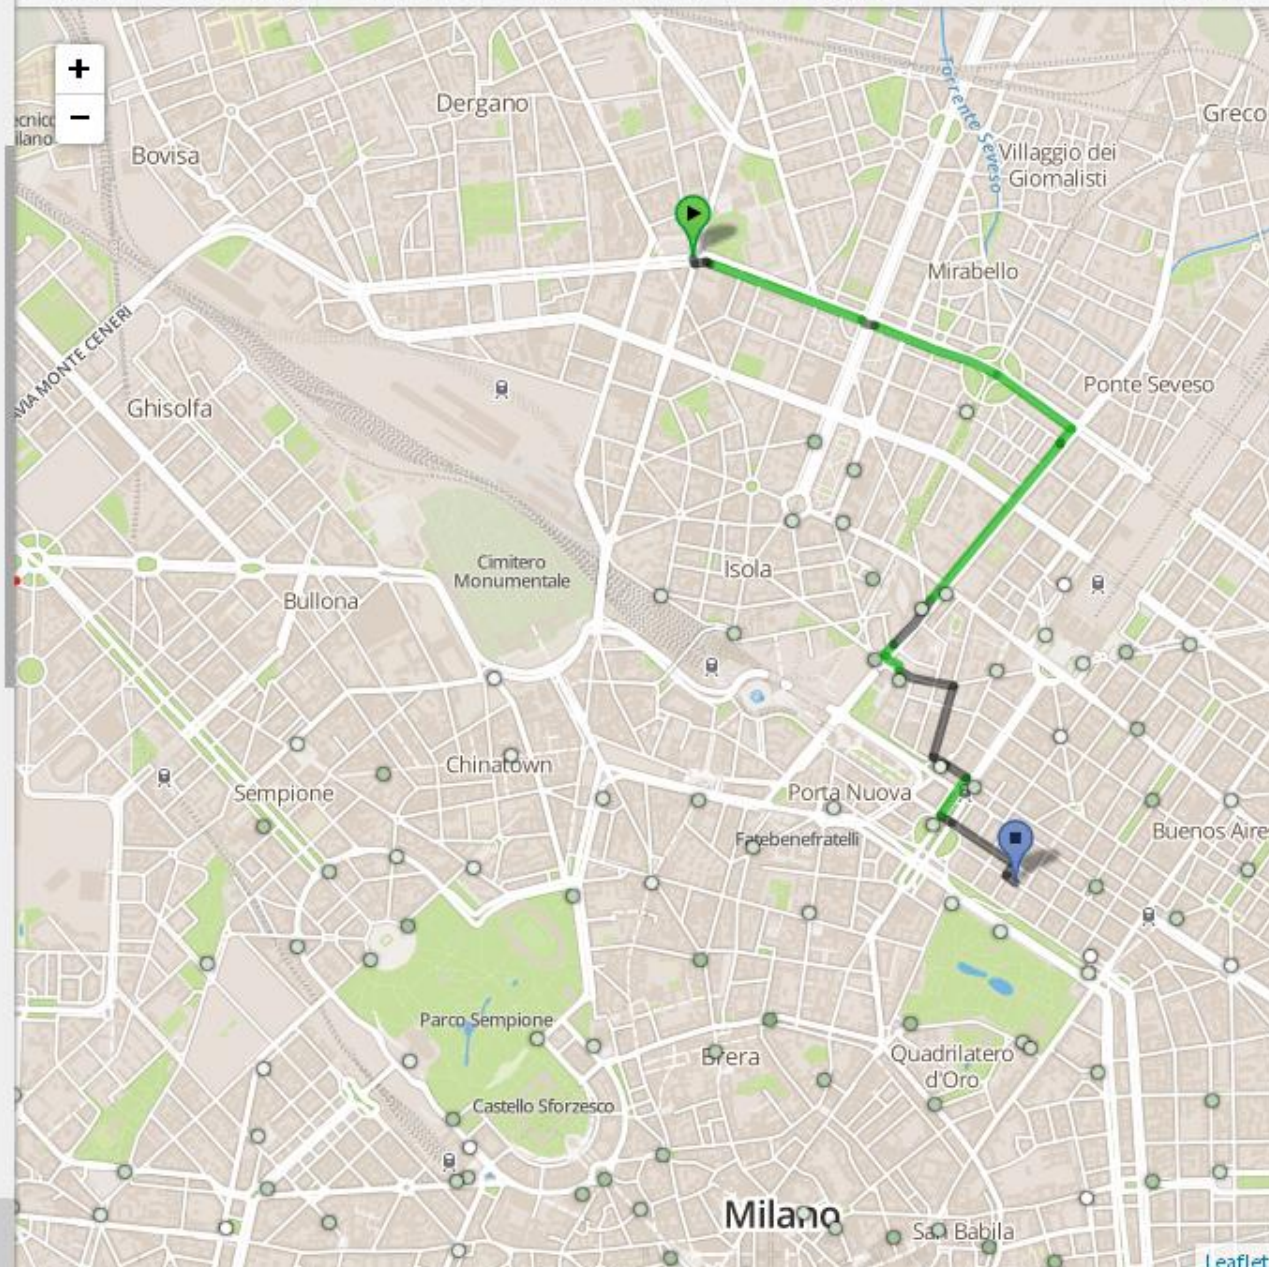 +
−
Dergano
Greco
ilano
Bovisa
Torrente Seveso
Villaggio dei
Giornalisti
Mirabello
VIA MONTE CENERI
Ghisolfa
Ponte Seveso
Cimitero
Monumentale
Isola
Bullona
Chinatown
Sempione
Porta Nuova
Fatebenefratelli
Buenos Aire
Parco Sempione
Brera
Quadrilatero
d'Oro
Castello Sforzesco
Milano
San Babila
Leaflet